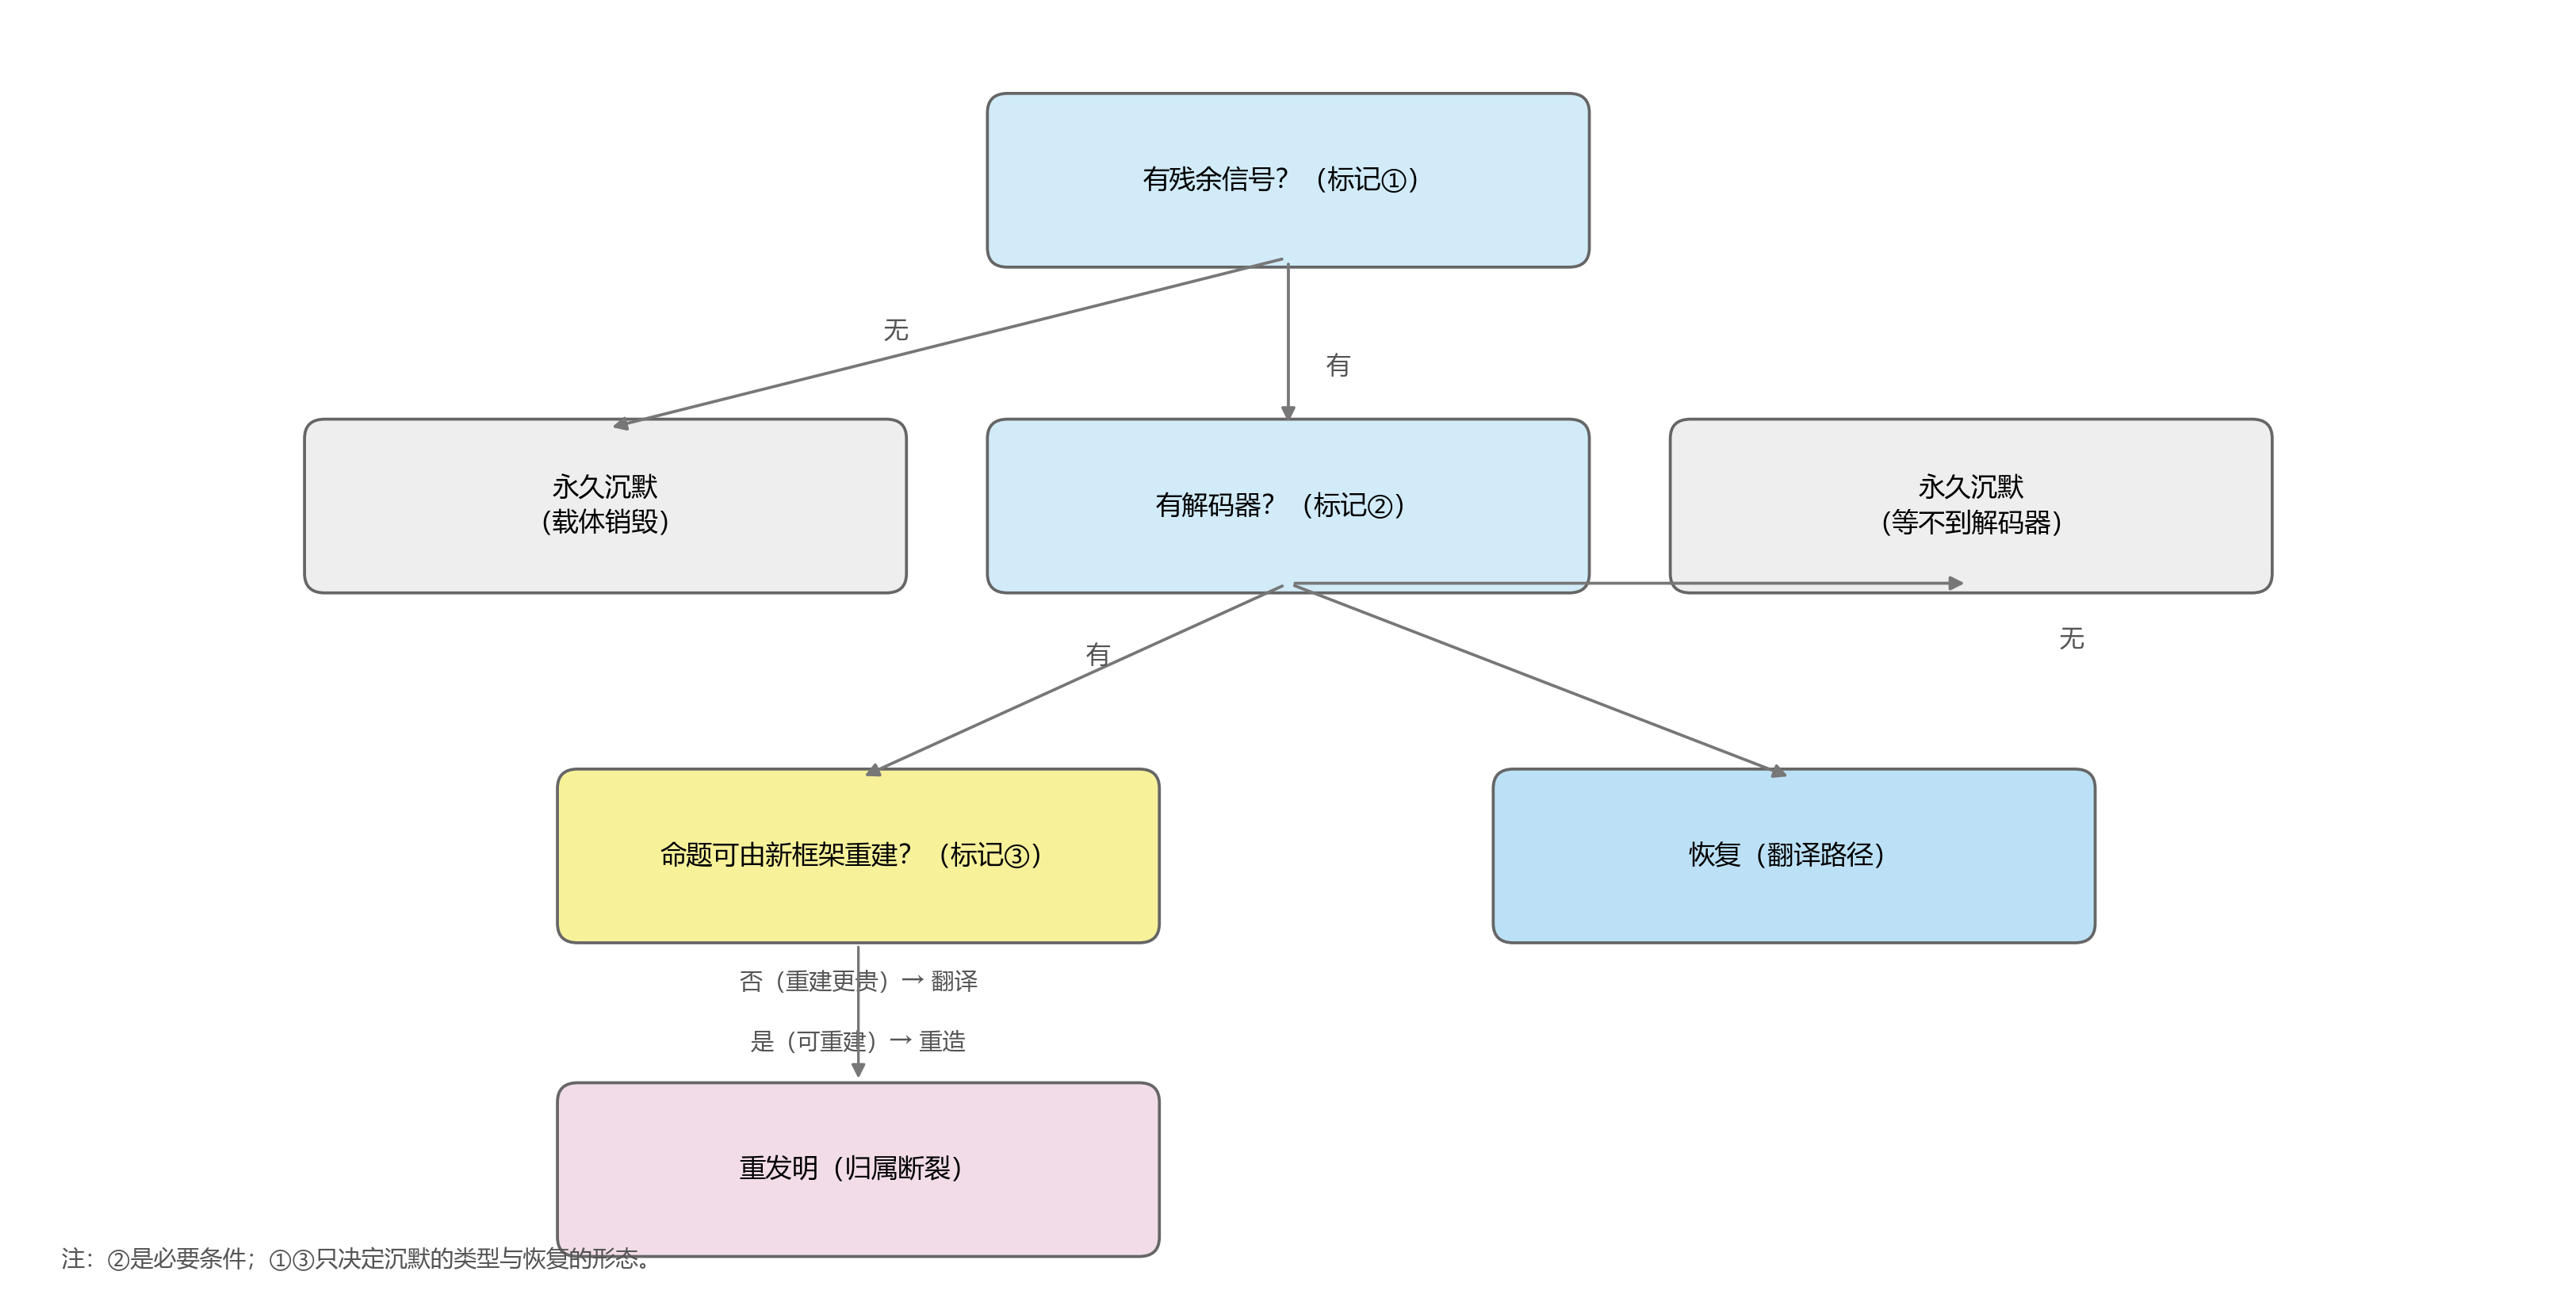 有残余信号？（标记①）
无
有
永久沉默
（载体销毁）
有解码器？（标记②）
永久沉默
（等不到解码器）
有
无
命题可由新框架重建？（标记③）
恢复（翻译路径）
否（重建更贵）→ 翻译
是（可重建）→ 重造
重发明（归属断裂）
注：②是必要条件；①③只决定沉默的类型与恢复的形态。